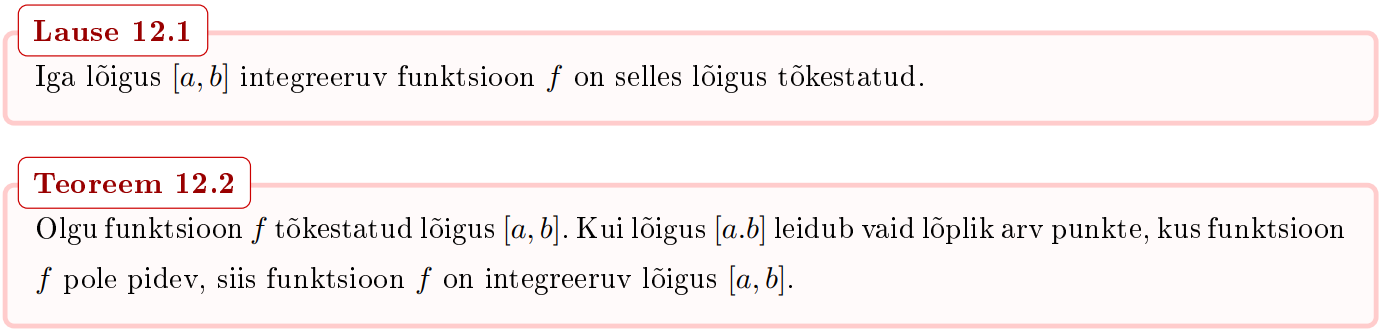 Lause 12.1
Iga lõigus [a, b] integreeruv funktsioon f on selles lõigus tõkestatud.
Teoreem 12.2
Olgu funktsioon f tõkestatud lõigus [a, b]. Kui lõigus [a.b] leidub vaid lõplik arv punkte, kus funktsioon
f pole pidev, siis funktsioon f on integreeruv lõigus [a, b].